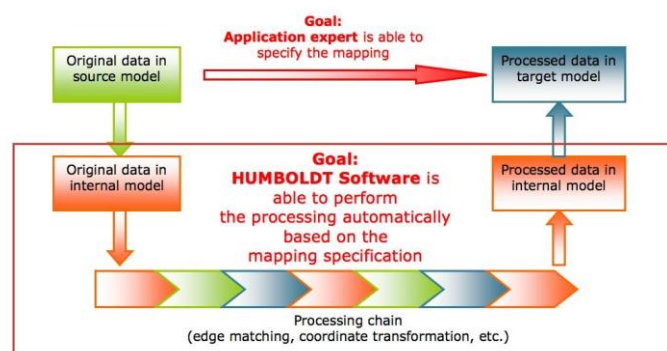 Goal:
Application expert is able to
specify the mapping
Original data in
source model
Processed data in
target model
Original data in
internal model
Goal:
HUMBOLDT Software is
able to perform
the processing automatically
based on the
mapping specification
Processed data in
internal model
Processing chain
(edge matching, coordinate transformation, etc.)